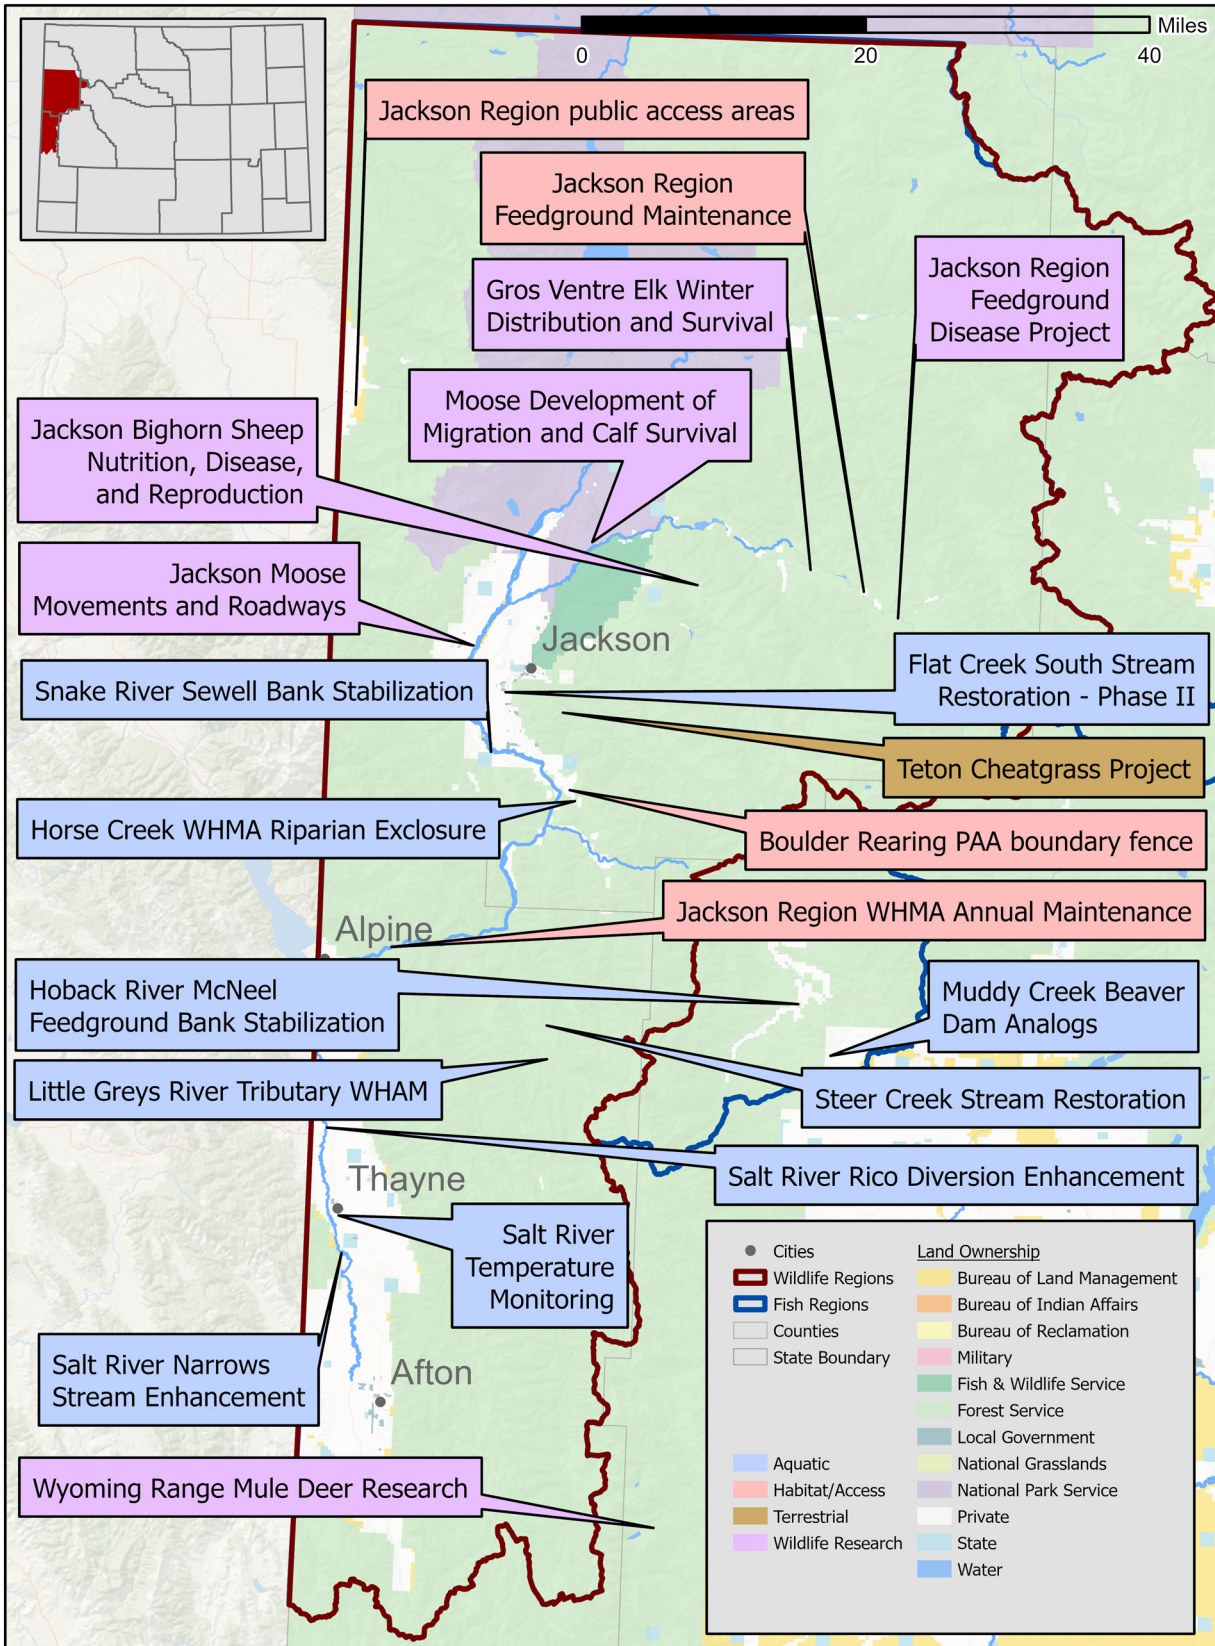 Miles
0
20
40
Jackson Region public access areas
Jackson Region
Feedground Maintenance
Gros Ventre Elk Winter
Distribution and Survival
Jackson Region
Feedground
Disease Project
Moose Development of
Migration and Calf Survival
Jackson Bighorn Sheep
Nutrition, Disease,
and Reproduction
Jackson Moose
Movements and Roadways
Jackson
Snake River Sewell Bank Stabilization
Flat Creek South Stream
Restoration - Phase II
Teton Cheatgrass Project
Horse Creek WHMA Riparian Exclosure
Boulder Rearing PAA boundary fence
Jackson Region WHMA Annual Maintenance
Alpine
Hoback River McNeel
Feedground Bank Stabilization
Muddy Creek Beaver
Dam Analogs
Little Greys River Tributary WHAM
Steer Creek Stream Restoration
Salt River Rico Diversion Enhancement
Thayne
Salt River
Temperature
Monitoring
Salt River Narrows
Stream Enhancement
Afton
Wyoming Range Mule Deer Research
Cities
Wildlife Regions
Fish Regions
Counties
State Boundary
Aquatic
Habitat/Access
Terrestrial
Wildlife Research
Land Ownership
Bureau of Land Management
Bureau of Indian Affairs
Bureau of Reclamation
Military
Fish & Wildlife Service
Forest Service
Local Government
National Grasslands
National Park Service
Private
State
Water